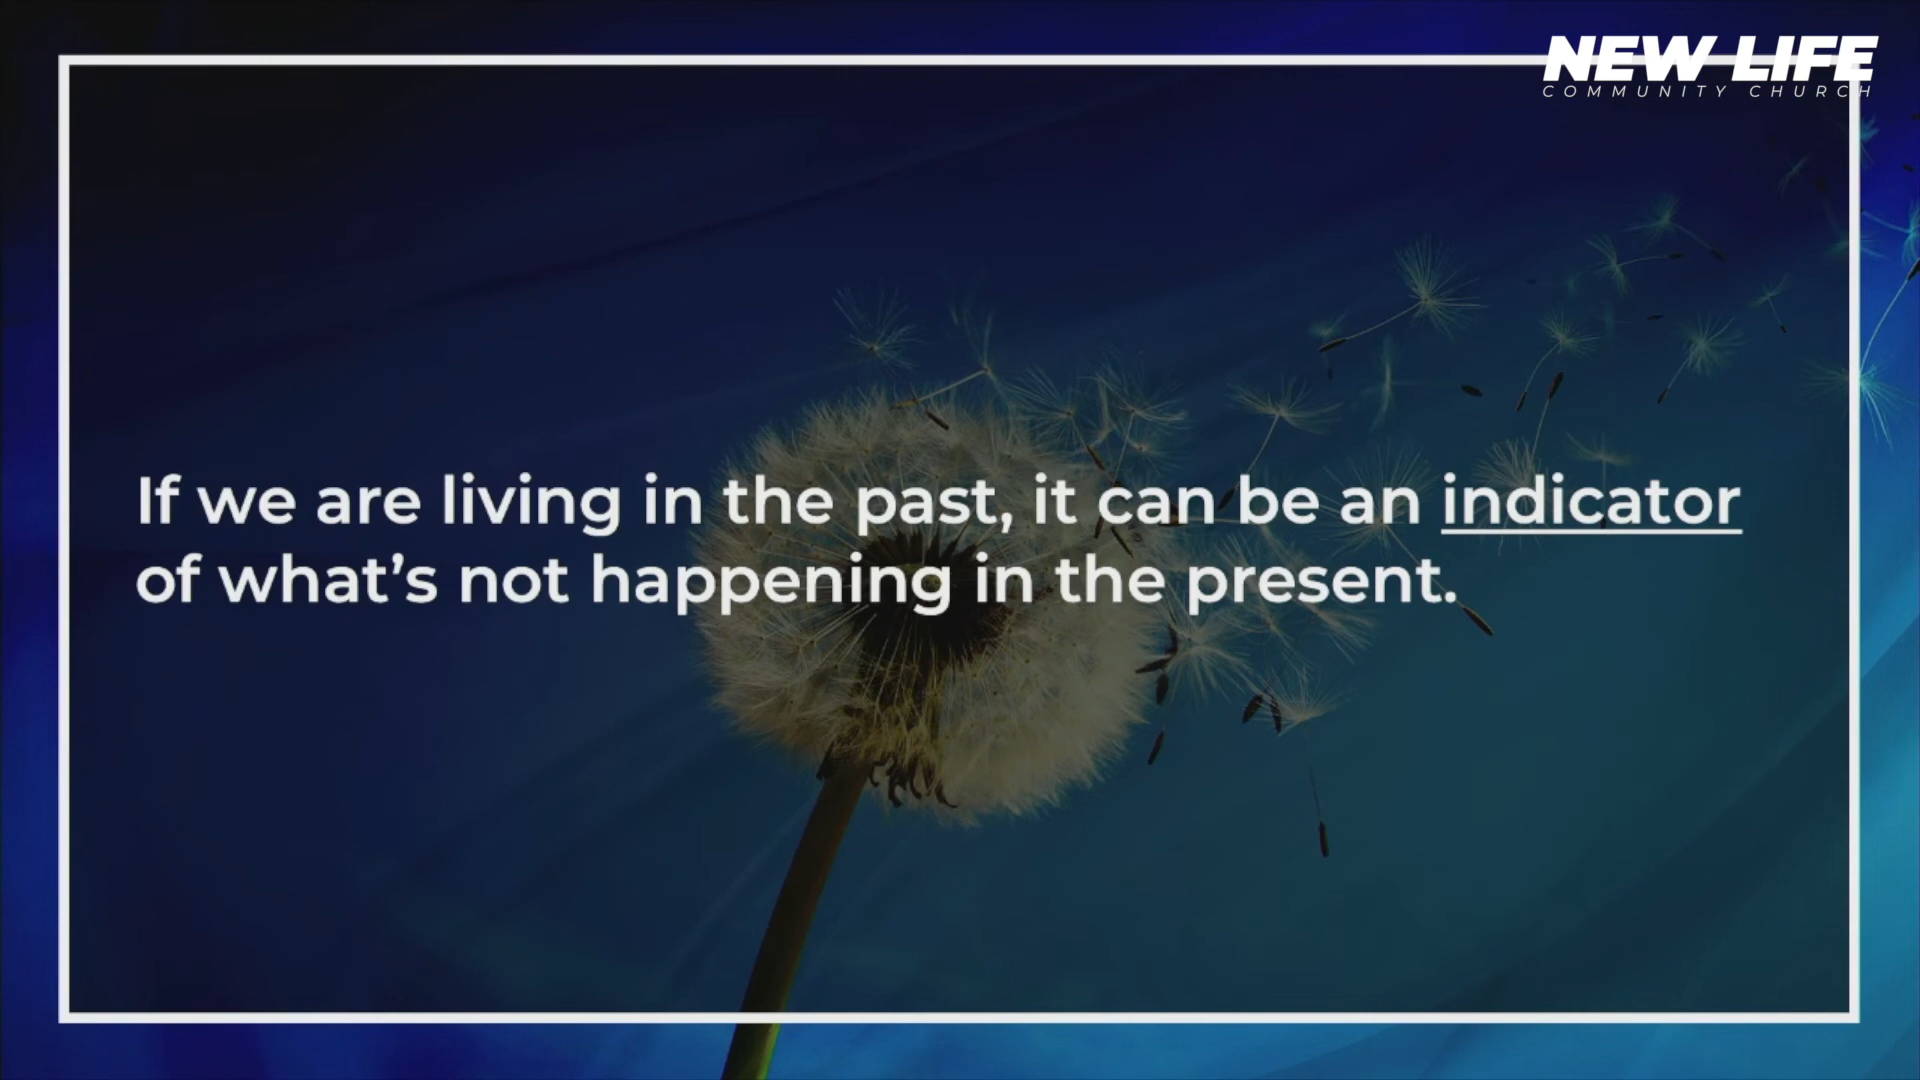 NEW LIFE
COMMUNITY CHURCH
If we are living in the past, it can be an indicator
of what’s not happening in the present.